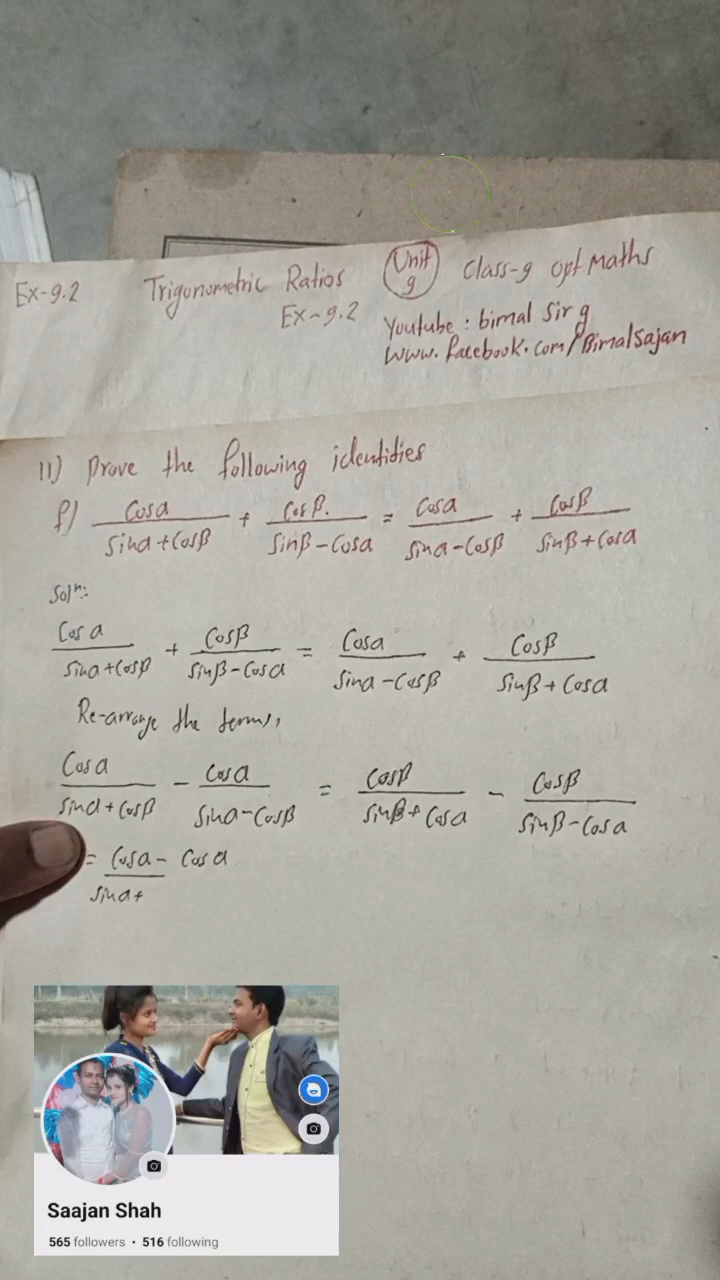 Ex-9.2 Trigonometric Ratios Unit 9 Class-9 opt Maths
Ex-9.2 Youtube : bimal sir g
www.facebook.com/BimalSajan
11) Prove the following identities
f) Cosα/(sinα+Cosβ) + Cosβ./(Sinβ-Cosα) = Cosα/(sinα-Cosβ) + Cosβ/(sinβ+Cosα)
Solⁿ:
Cosα/(sinα+Cosβ) + Cosβ/(sinβ-Cosα) = Cosα/(sinα-Cosβ) + Cosβ/(sinβ+Cosα)
Re-arrange the terms,
Cosα/(sinα+Cosβ) - Cosα/(sinα-Cosβ) = Cosβ/(sinβ+Cosα) - Cosβ/(sinβ-Cosα)
= Cosα - Cosα
sinα+
Saajan Shah
565 followers • 516 following